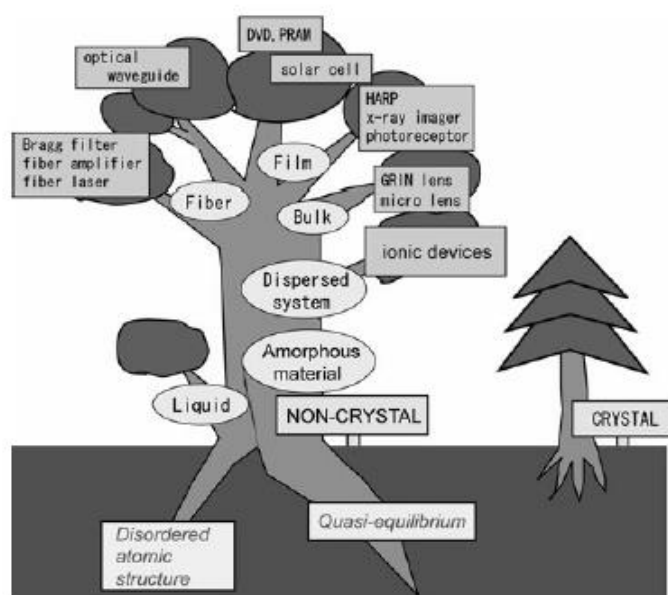 DVD. PRAM
optical
waveguide
solar cell
HARP
x-ray imager
photoreceptor
Bragg filter
fiber amplifier
fiber laser
Film
GRIN lens
micro lens
Fiber
Bulk
ionic devices
Dispersed
system
Amorphous
material
Liquid
NON-CRYSTAL
CRYSTAL
Quasi-equilibrium
Disordered
atomic
structure